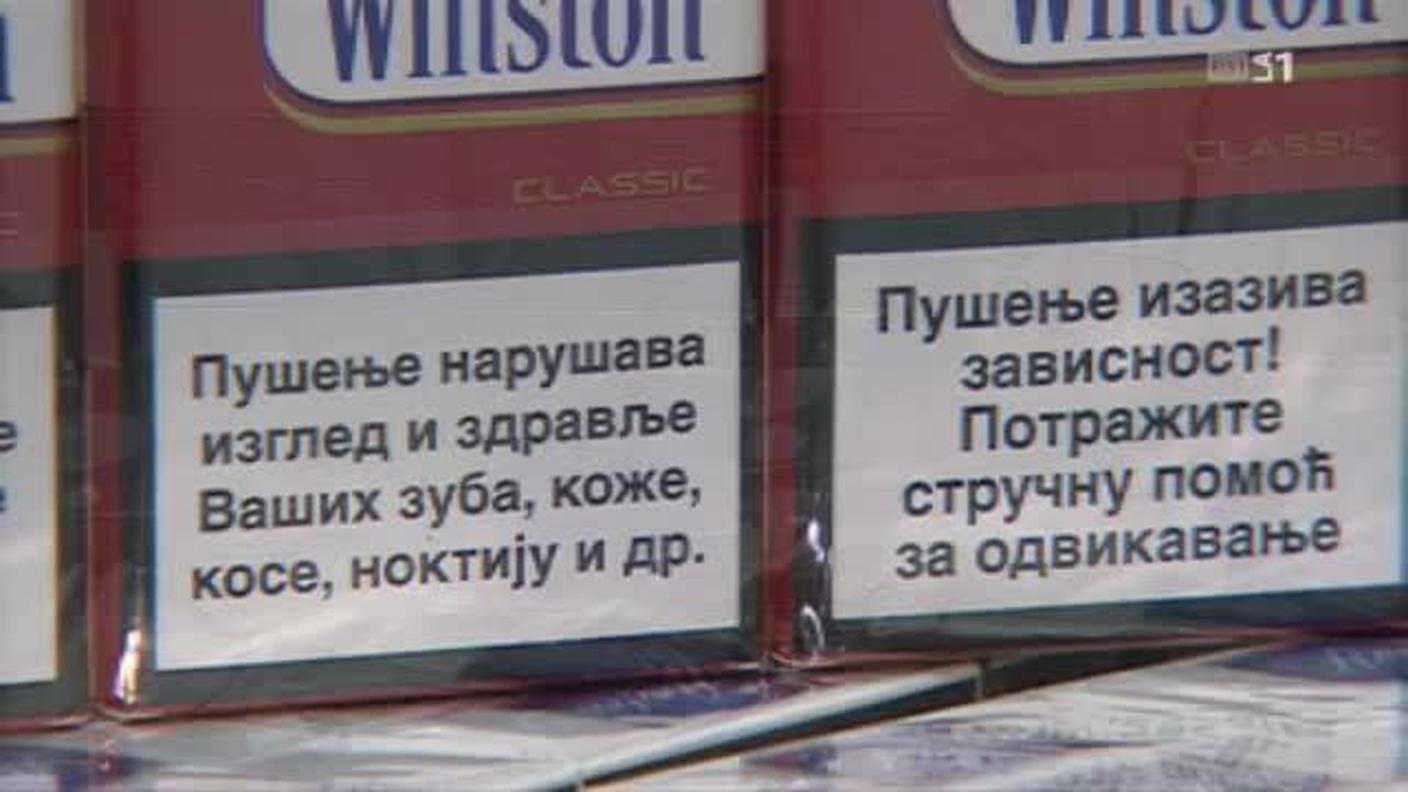 Winston
CLASSIC
Пушење нарушава
изглед и здравље
Ваших зуба, коже,
косе, ноктију и др.
Winston
CLASSIC
Пушење изазива
зависност!
Потражите
стручну помоћ
за одвикавање